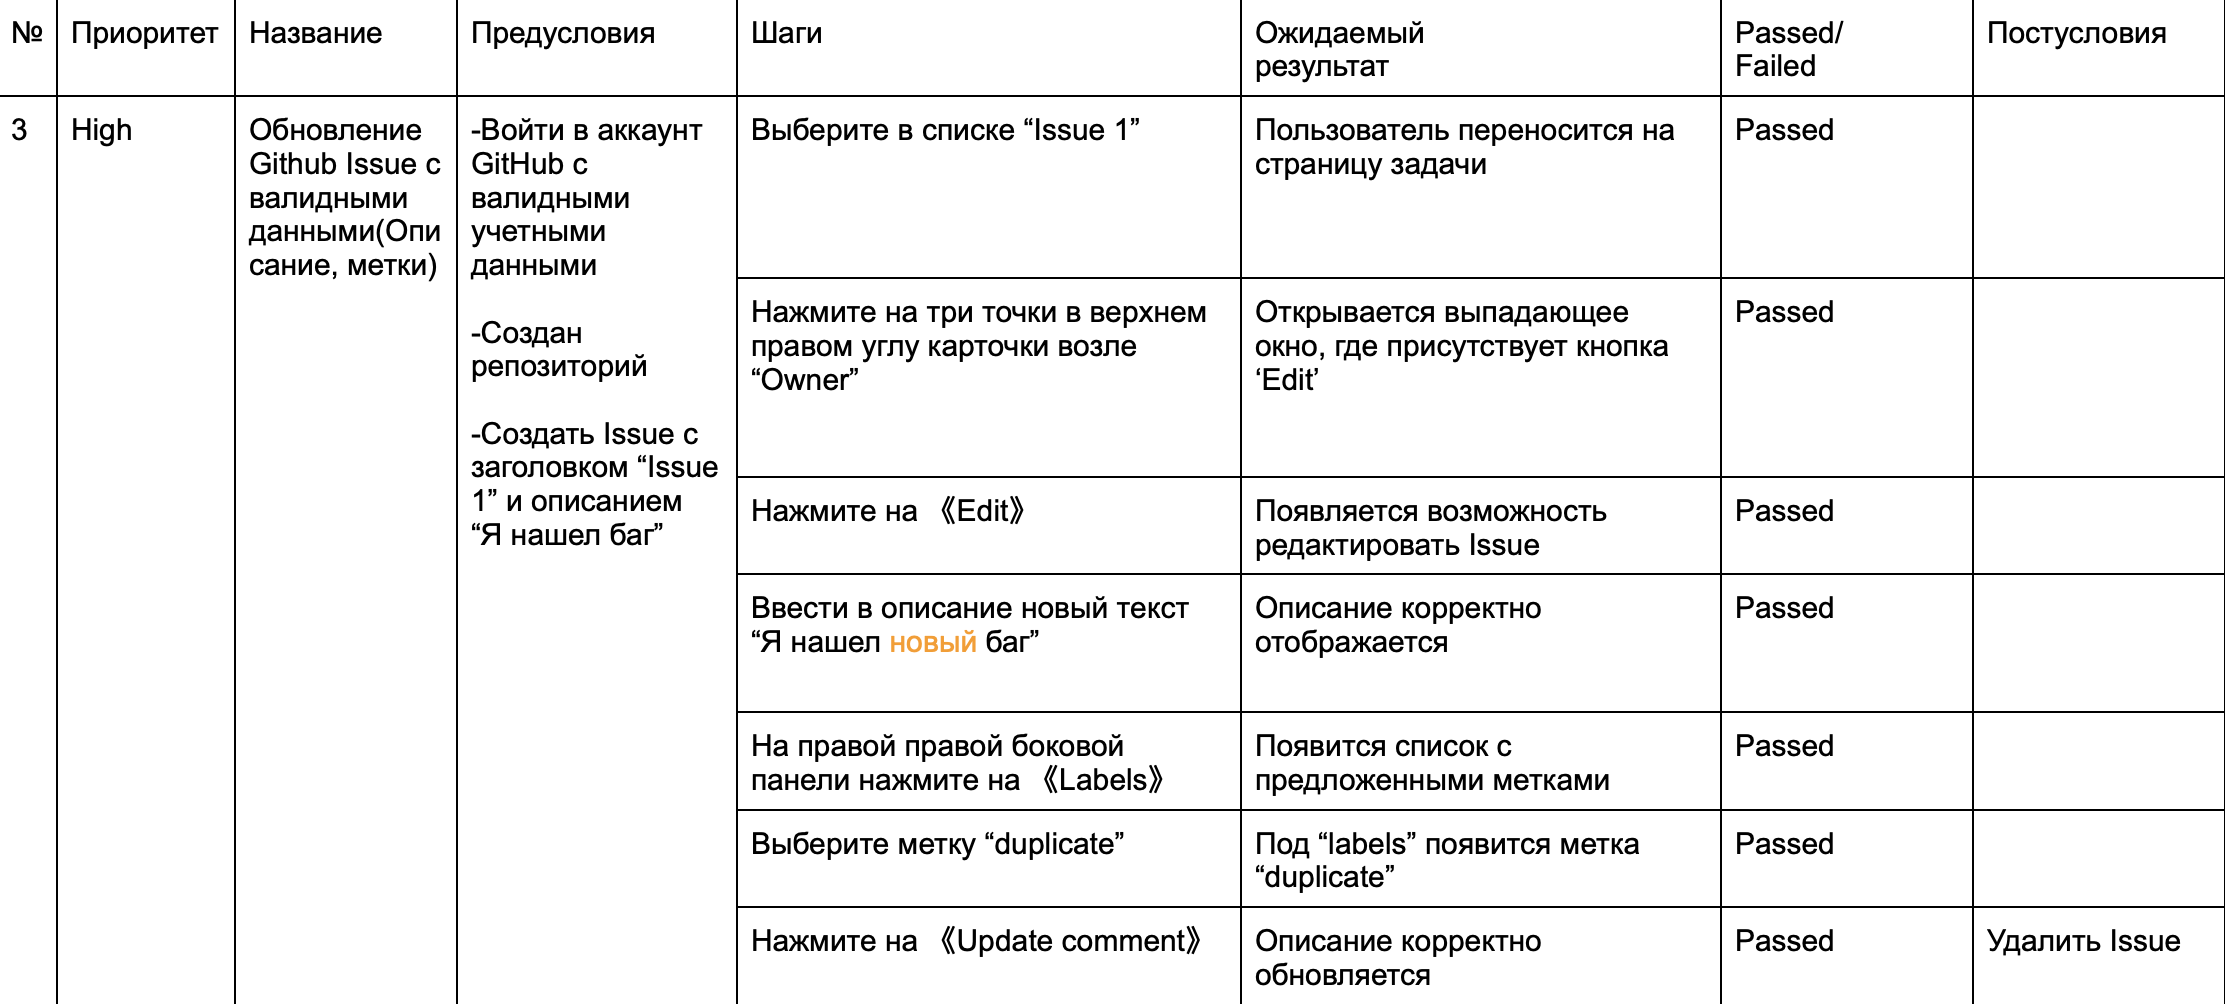 №
Приоритет
Название
Предусловия
Шаги
Ожидаемый
результат
Passed/
Failed
Постусловия
3
High
Обновление
Github Issue с
валидными
данными(Опи
сание, метки)
-Войти в аккаунт
GitHub с
валидными
учетными
данными
-Создан
репозиторий
-Создать Issue с
заголовком “Issue
1” и описанием
“Я нашел баг”
Выберите в списке “Issue 1”
Пользователь переносится на
страницу задачи
Passed
Нажмите на три точки в верхнем
правом углу карточки возле
“Owner”
Открывается выпадающее
окно, где присутствует кнопка
‘Edit’
Passed
Нажмите на 《Edit》
Появляется возможность
редактировать Issue
Passed
Ввести в описание новый текст
“Я нашел новый баг”
Описание корректно
отображается
Passed
На правой правой боковой
панели нажмите на 《Labels》
Появится список с
предложенными метками
Passed
Выберите метку “duplicate”
Под “labels” появится метка
“duplicate”
Passed
Нажмите на 《Update comment》
Описание корректно
обновляется
Passed
Удалить Issue